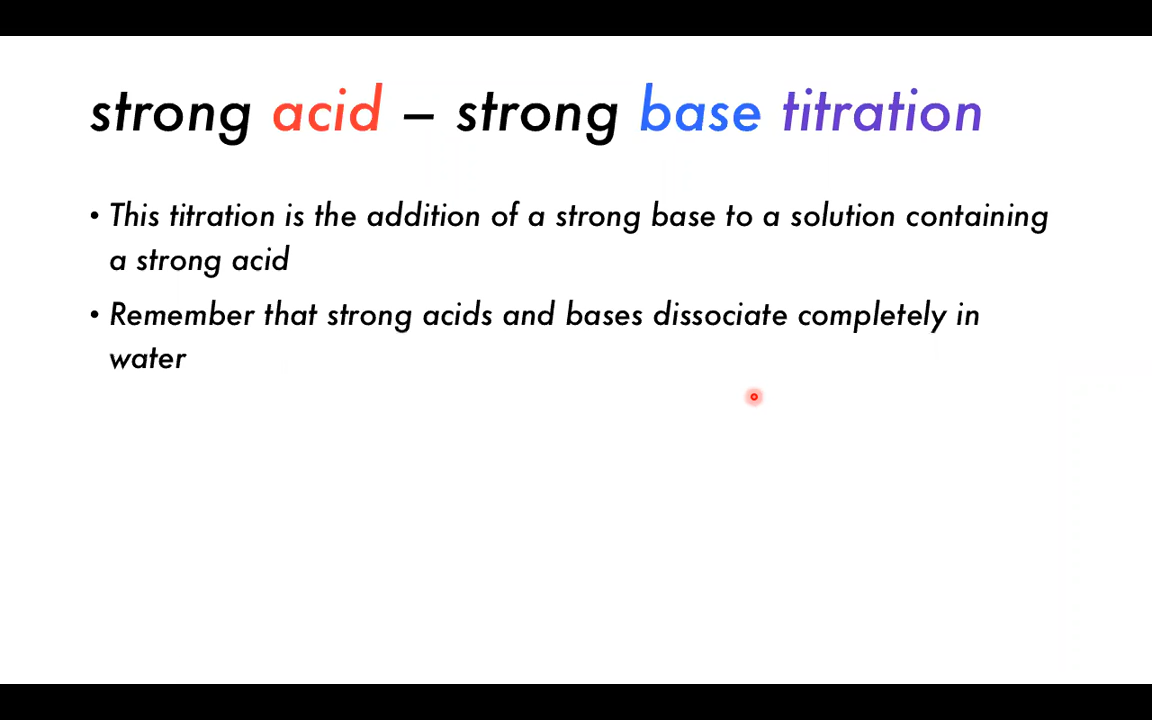 strong acid – strong base titration
• This titration is the addition of a strong base to a solution containing
a strong acid
• Remember that strong acids and bases dissociate completely in
water